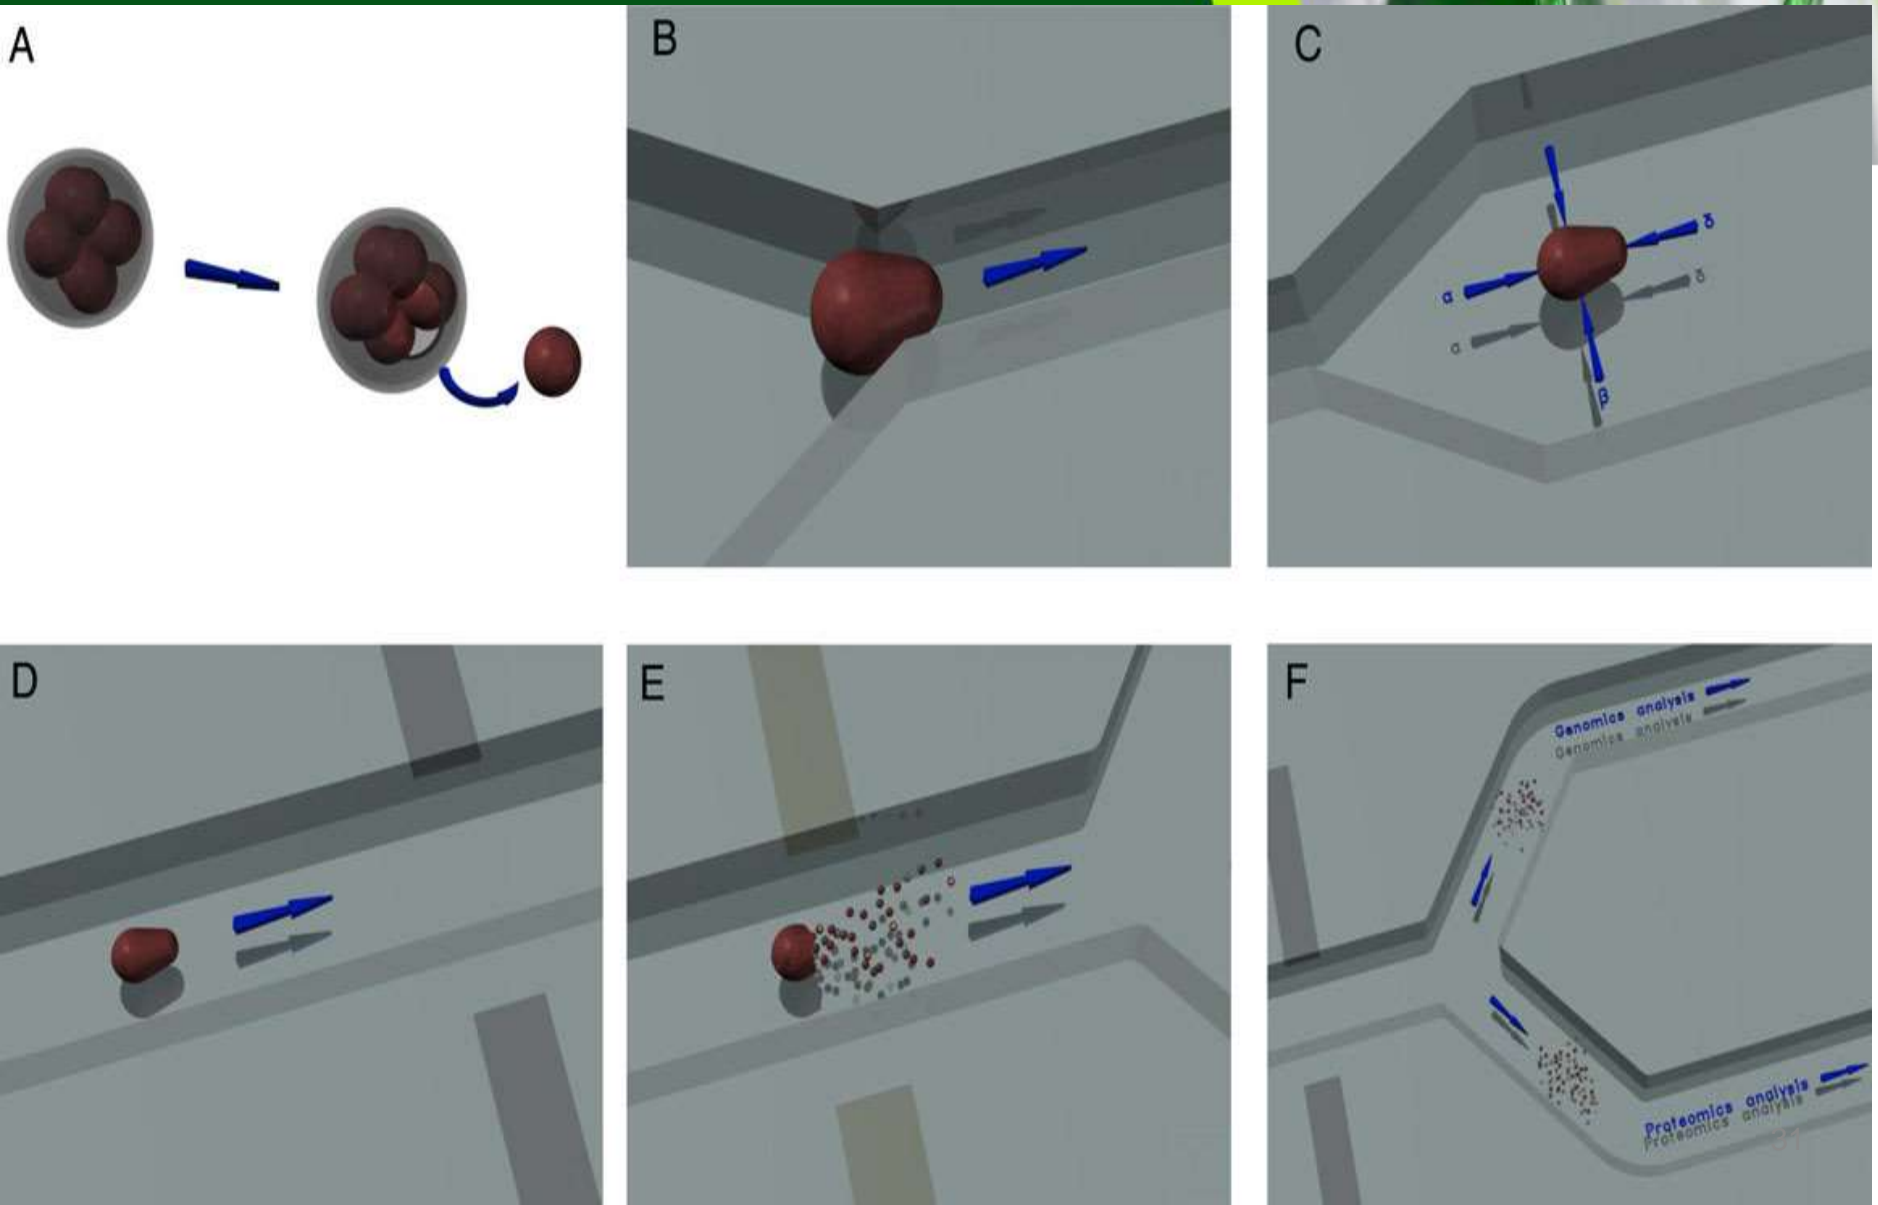 A
B
C
δ
α
δ
α
β
D
E
F
Genomics analysis
Genomics analysis
Proteomics analysis
Proteomics analysis